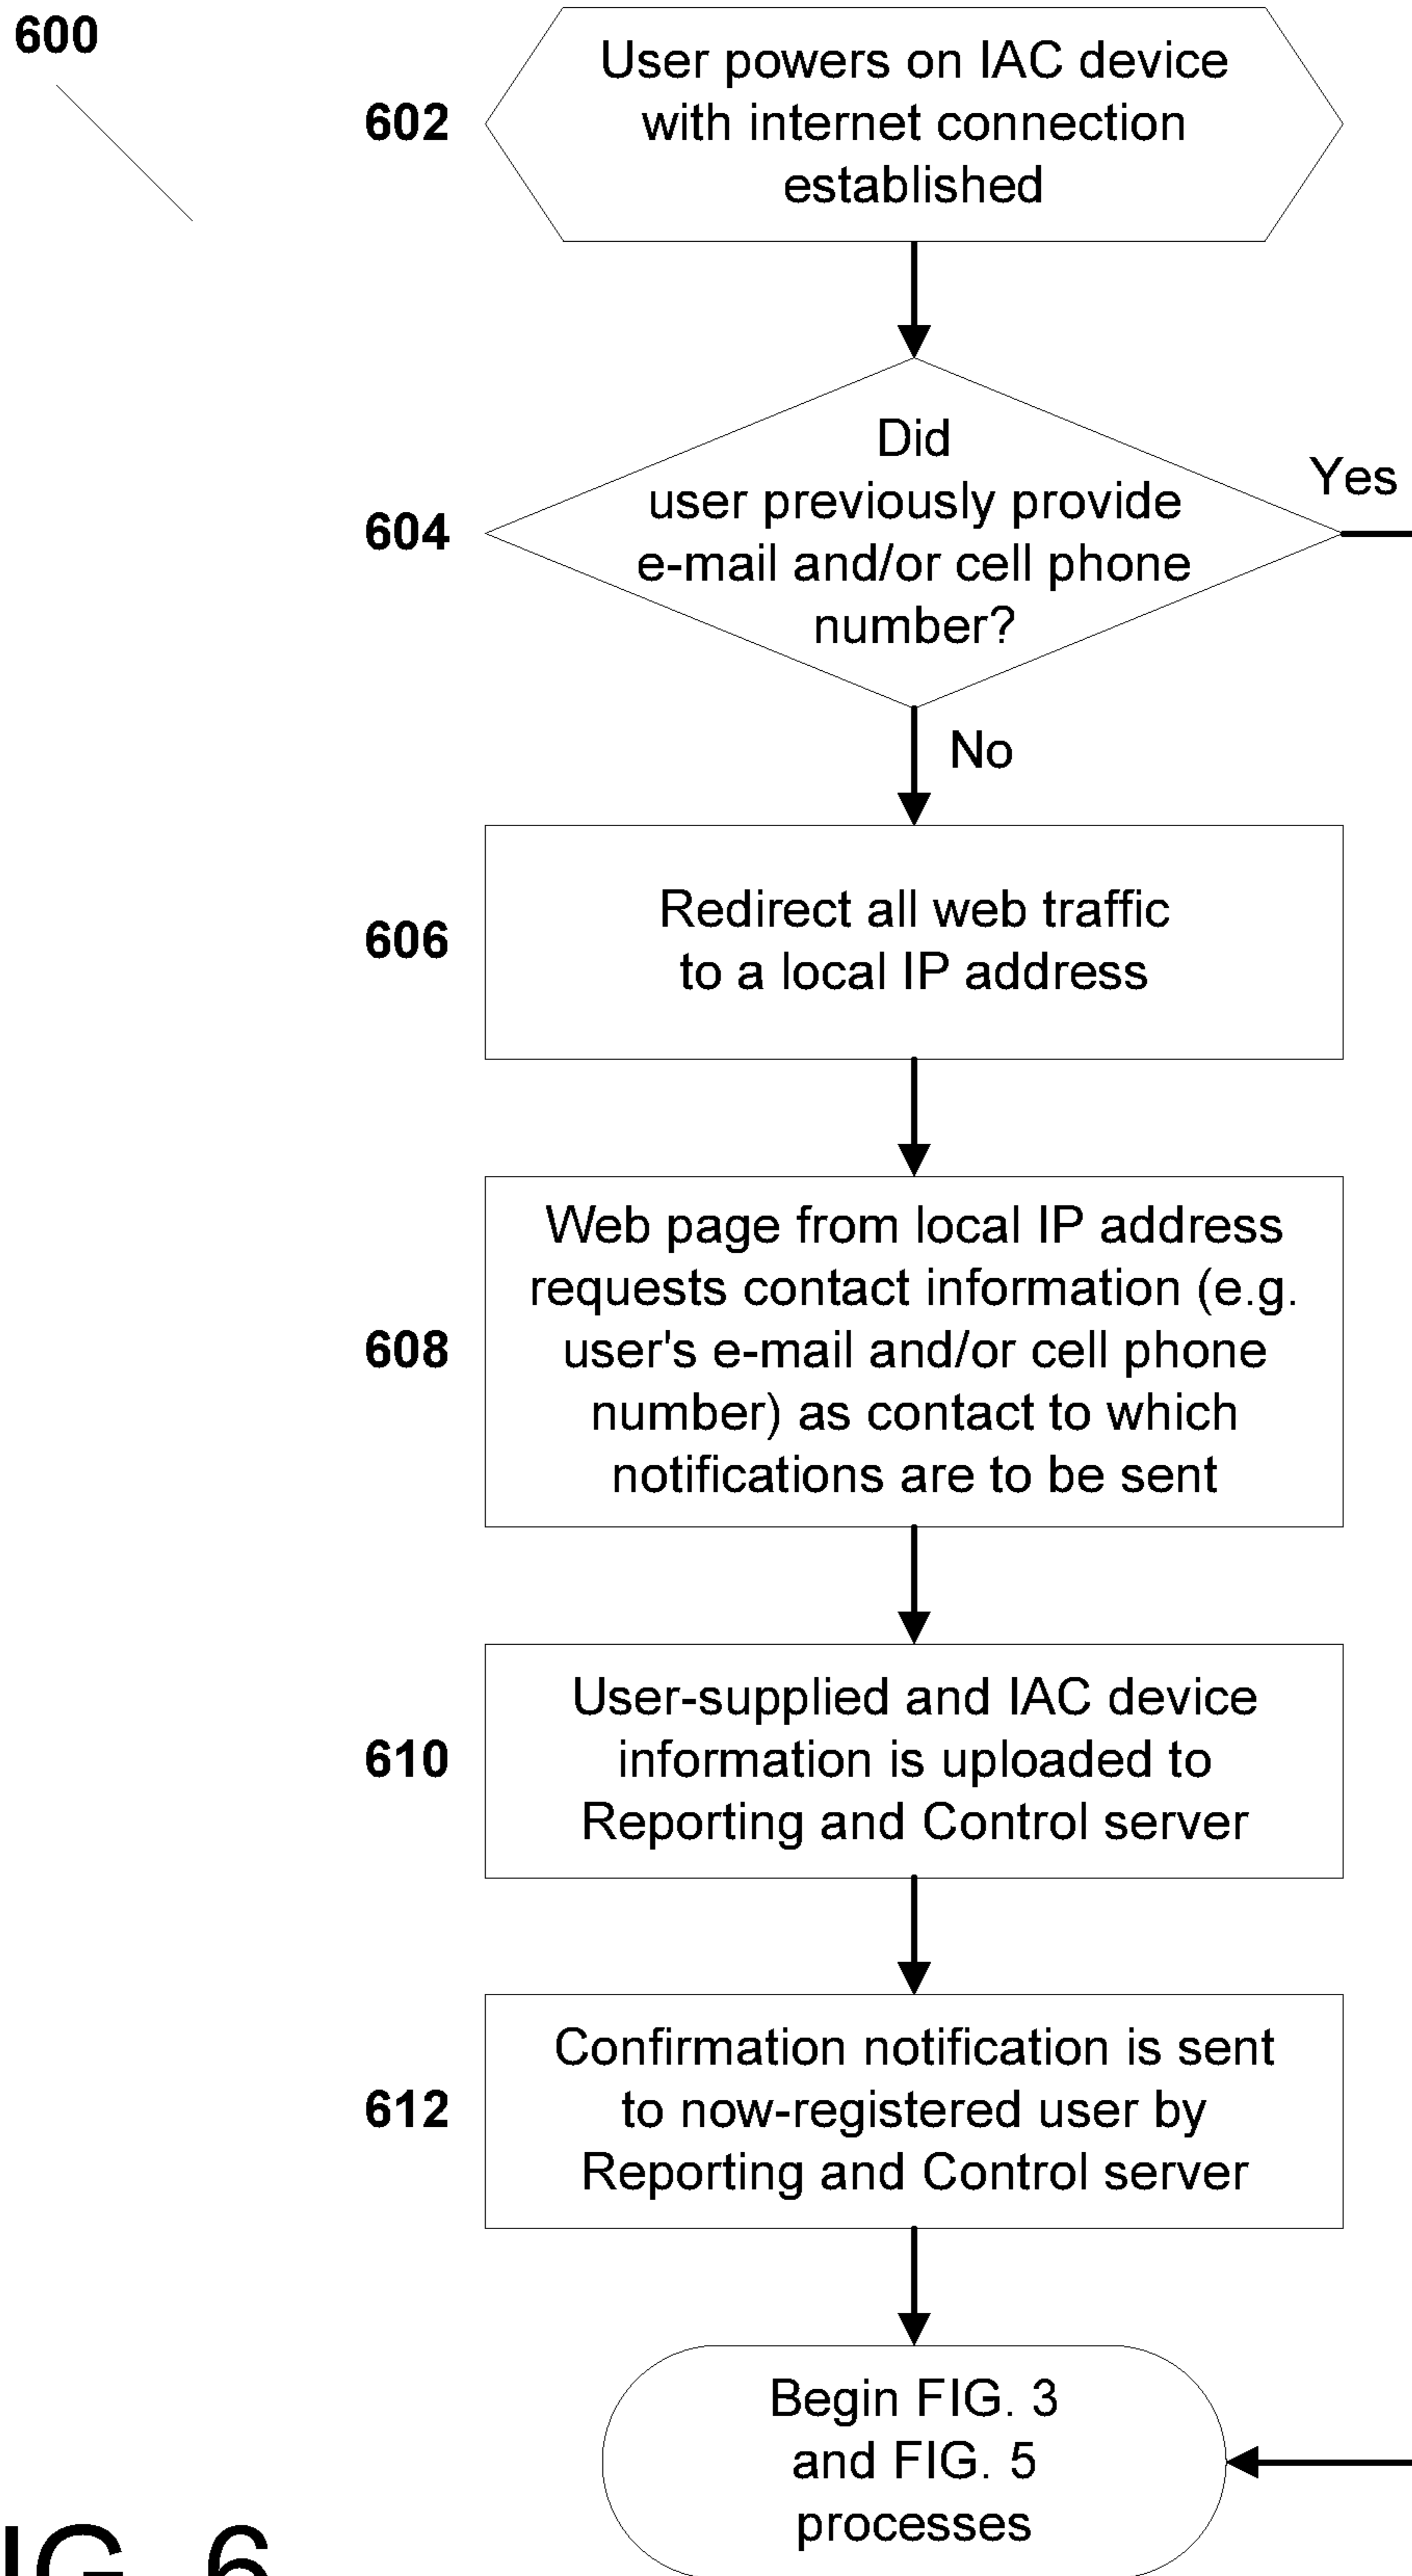 600
602
User powers on IAC device
with internet connection
established
604
Did
user previously provide
e-mail and/or cell phone
number?
Yes
No
606
Redirect all web traffic
to a local IP address
608
Web page from local IP address
requests contact information (e.g.
user's e-mail and/or cell phone
number) as contact to which
notifications are to be sent
610
User-supplied and IAC device
information is uploaded to
Reporting and Control server
612
Confirmation notification is sent
to now-registered user by
Reporting and Control server
Begin FIG. 3
and FIG. 5
processes
IG. 6